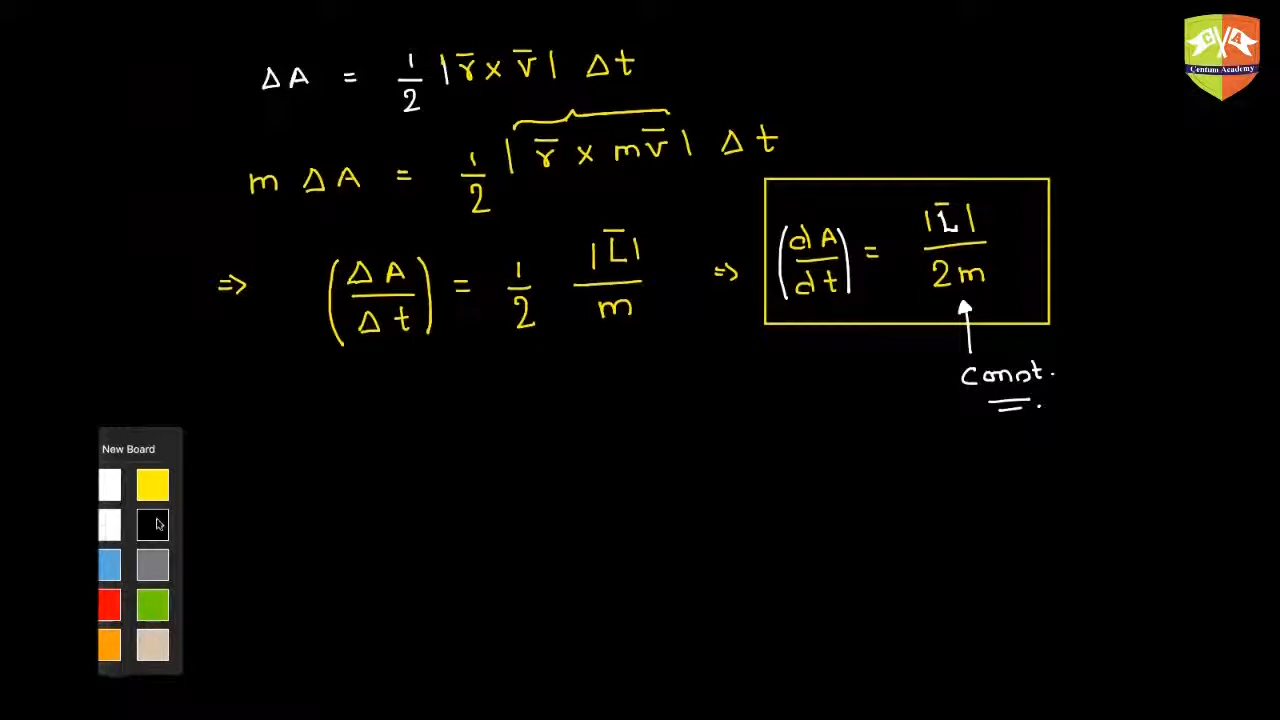 ΔA = 1/2 |r̅ × v̅| Δt
m ΔA = 1/2 |r̅ × mv̅| Δt
⇒ (ΔA/Δt) = 1/2 |L̅|/m ⇒ (dA/dt) = |L̅|/2m
Const.
New Board
CA
Centum Academy